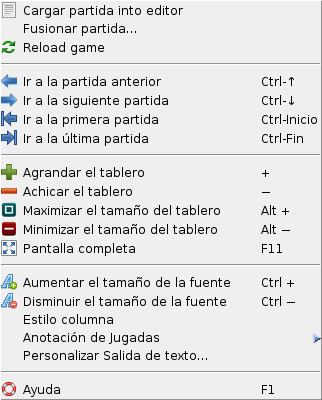 Cargar partida into editor
Fusionar partida...
Reload game
Ir a la partida anterior Ctrl-↑
Ir a la siguiente partida Ctrl-↓
Ir a la primera partida Ctrl-Inicio
Ir a la última partida Ctrl-Fin
Agrandar el tablero +
Achicar el tablero −
Maximizar el tamaño del tablero Alt +
Minimizar el tamaño del tablero Alt −
Pantalla completa F11
Aumentar el tamaño de la fuente Ctrl +
Disminuir el tamaño de la fuente Ctrl −
Estilo columna
Anotación de Jugadas
Personalizar Salida de texto...
Ayuda F1